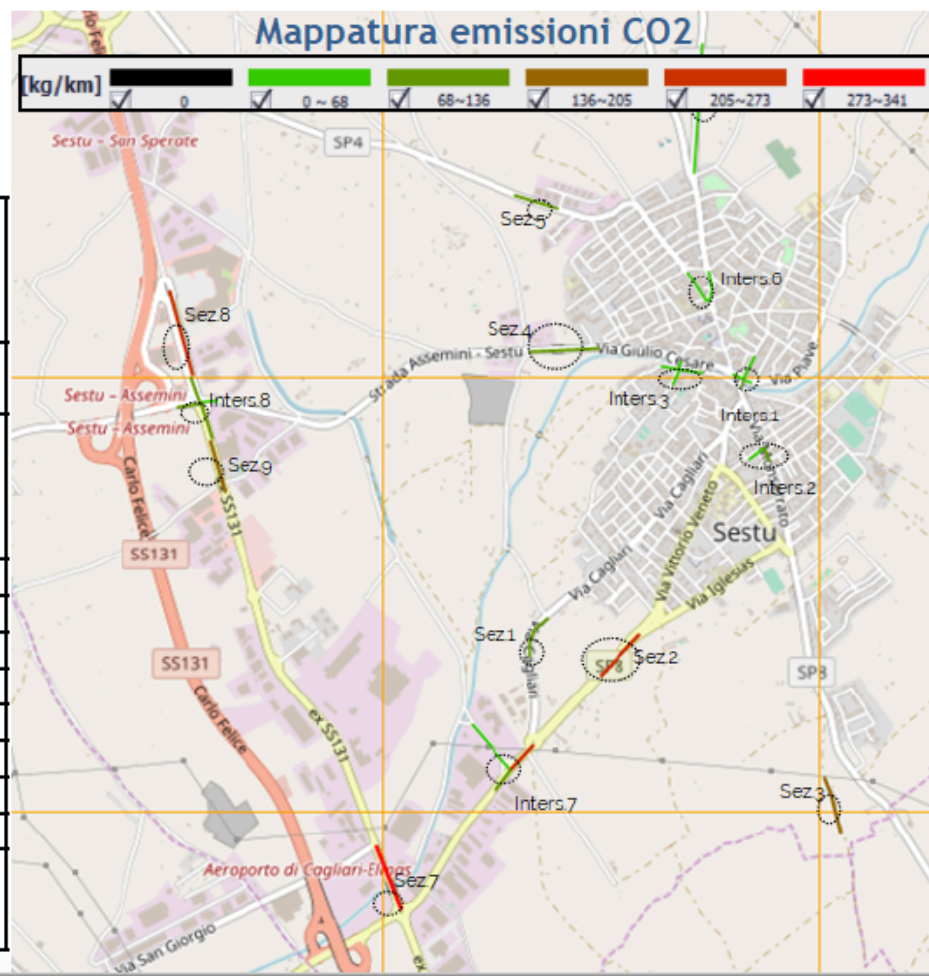 Mappatura emissioni CO2
[kg/km]
0
0 ~ 68
68~136
136~205
205~273
273~341
Carlo Felice
Sestu - San Sperate
SP4
Sez.5
Inters.6
Sez.8
Sez.4
Via Giulio Cesare
Strada Assemini - Sestu
Via Piave
Sestu - Assemini
Inters.8
Inters.3
Inters.1
Sestu - Assemini
Sez.9
Via Cagliari
Inters.2
Carlo Felice
SS131
SS131
Via Vittorio Veneto
Sestu
Via Cagliari
Via Iglesias
Sez.1
Sez.2
SP8
SS131
SP8
Carlo Felice
ex SS131
Inters.7
Sez.3
Aeroporto di Cagliari-Elmas
Sez.7
Via San Giorgio
ex